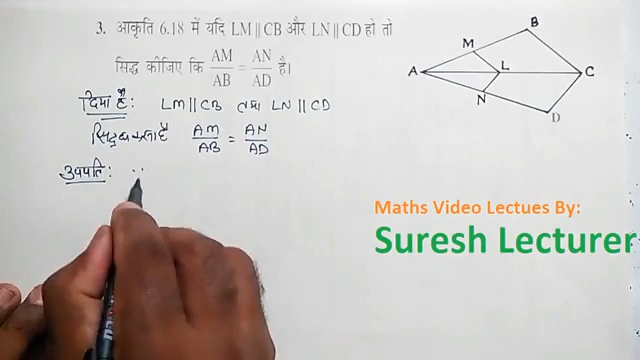 3. आकृति 6.18 में यदि LM || CB और LN || CD हो तो
सिद्ध कीजिए कि AM/AB = AN/AD है।
दिया है: LM || CB तथा LN || CD
सिद्ध करना है AM/AB = AN/AD
उपपति: ∵
B
M
A
L
C
N
D
Maths Video Lectues By:
Suresh Lecturer